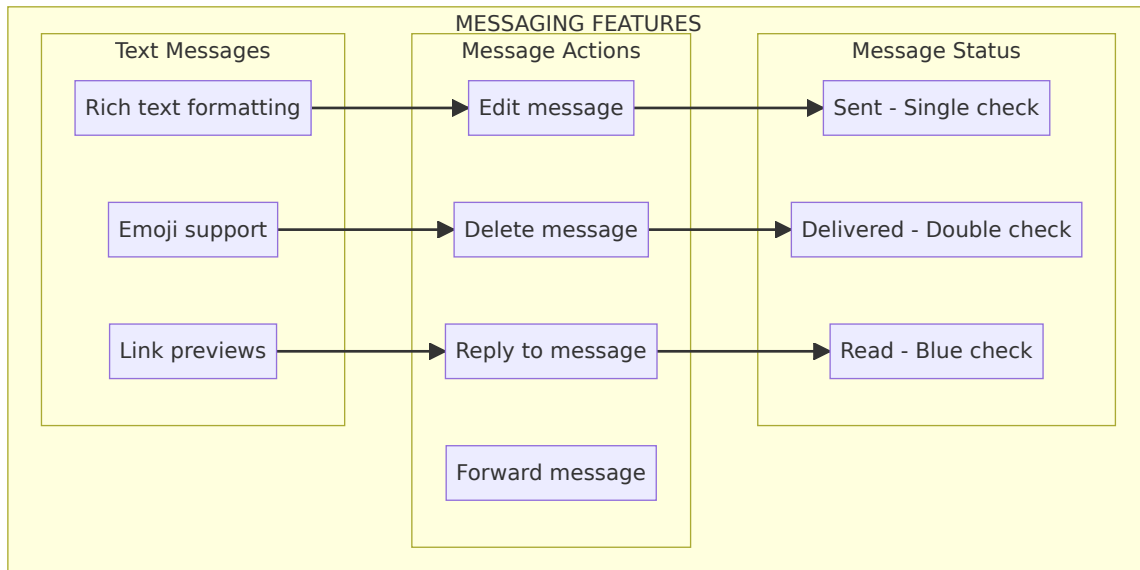 MESSAGING FEATURES
Text Messages
Rich text formatting
Emoji support
Link previews
Message Actions
Edit message
Delete message
Reply to message
Forward message
Message Status
Sent - Single check
Delivered - Double check
Read - Blue check